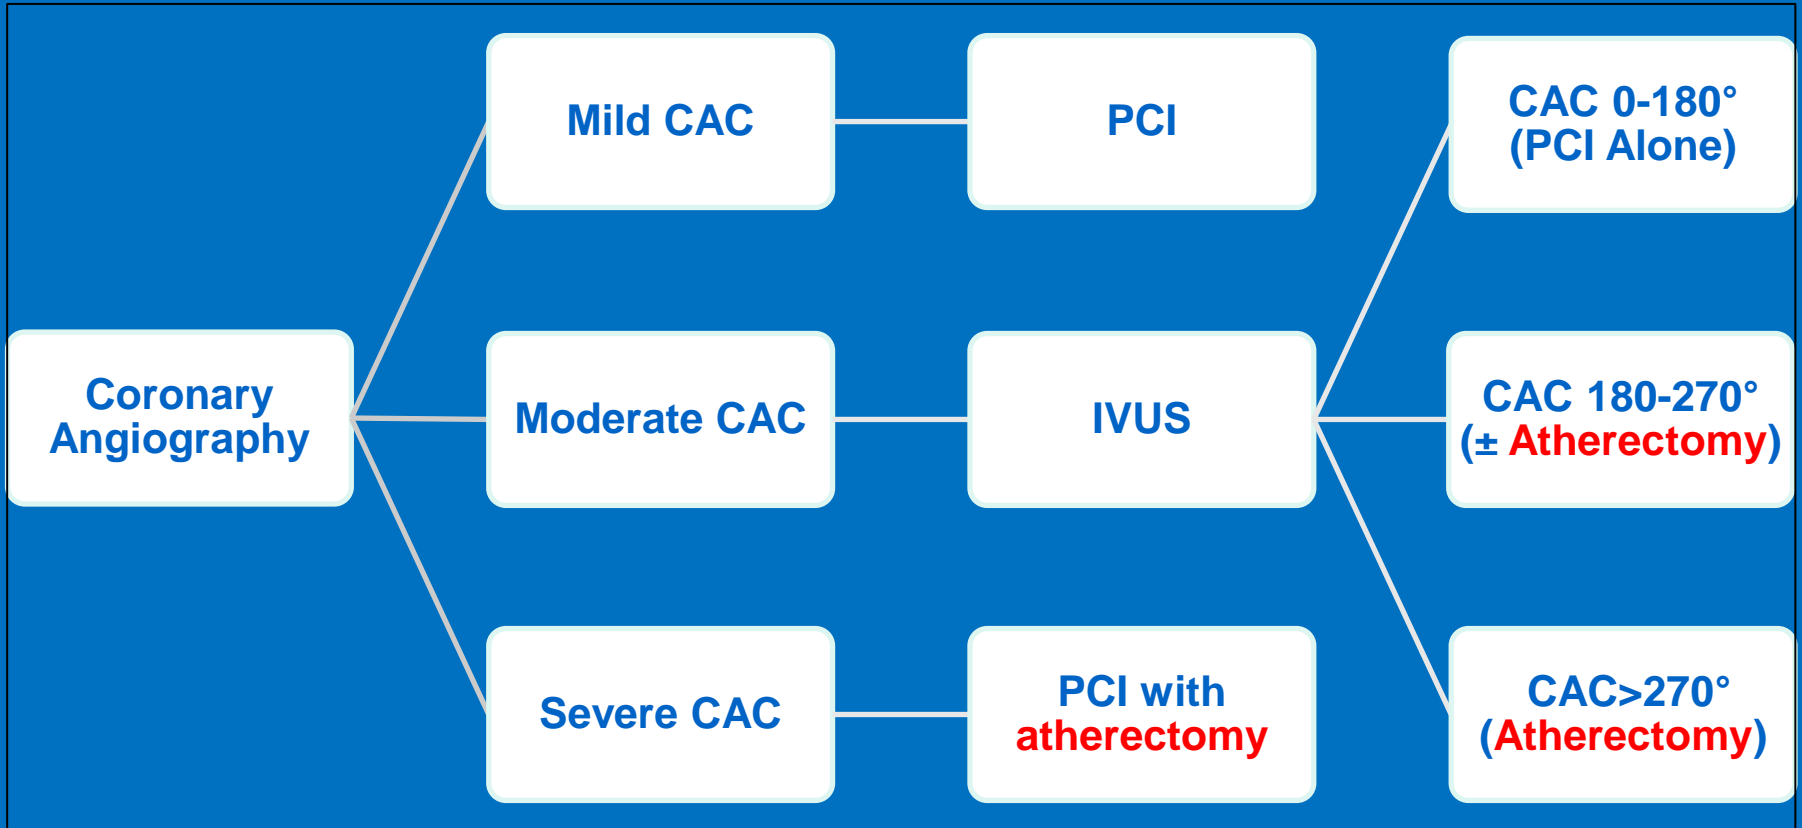 Mild CAC
PCI
CAC 0-180°
(PCI Alone)
Coronary
Angiography
Moderate CAC
IVUS
CAC 180-270°
(± Atherectomy)
Severe CAC
PCI with
atherectomy
CAC>270°
(Atherectomy)